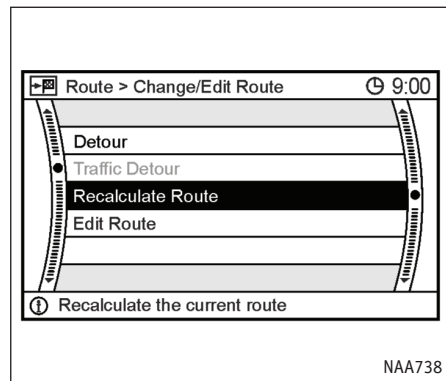 Route > Change/Edit Route 9:00
Detour
Traffic Detour
Recalculate Route
Edit Route
Recalculate the current route
NAA738